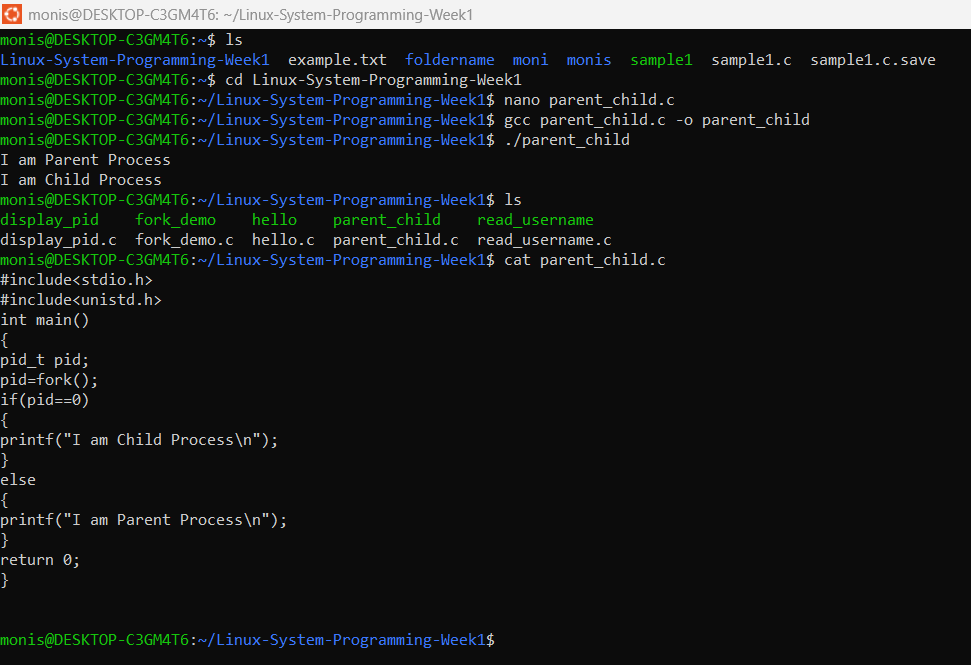 monis@DESKTOP-C3GM4T6: ~/Linux-System-Programming-Week1
monis@DESKTOP-C3GM4T6:~$ ls
Linux-System-Programming-Week1  example.txt  foldername  moni  monis  sample1  sample1.c  sample1.c.save
monis@DESKTOP-C3GM4T6:~$ cd Linux-System-Programming-Week1
monis@DESKTOP-C3GM4T6:~/Linux-System-Programming-Week1$ nano parent_child.c
monis@DESKTOP-C3GM4T6:~/Linux-System-Programming-Week1$ gcc parent_child.c -o parent_child
monis@DESKTOP-C3GM4T6:~/Linux-System-Programming-Week1$ ./parent_child
I am Parent Process
I am Child Process
monis@DESKTOP-C3GM4T6:~/Linux-System-Programming-Week1$ ls
display_pid    fork_demo    hello    parent_child    read_username
display_pid.c  fork_demo.c  hello.c  parent_child.c  read_username.c
monis@DESKTOP-C3GM4T6:~/Linux-System-Programming-Week1$ cat parent_child.c
#include<stdio.h>
#include<unistd.h>
int main()
{
pid_t pid;
pid=fork();
if(pid==0)
{
printf("I am Child Process\n");
}
else
{
printf("I am Parent Process\n");
}
return 0;
}
monis@DESKTOP-C3GM4T6:~/Linux-System-Programming-Week1$